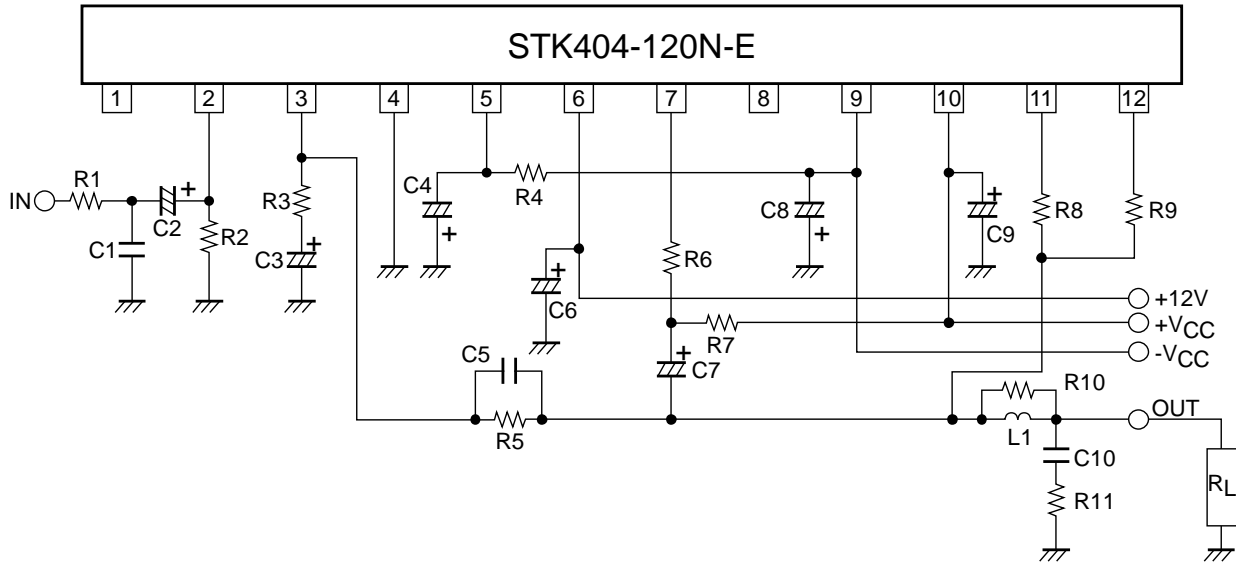 STK404-120N-E
1 2 3 4 5 6 7 8 9 10 11 12
IN
R1
C1
C2
+
R2
R3
C3
+
C4
+
R4
C6
+
R6
C8
+
C9
+
R8
R9
R7
C7
+
+12V
+VCC
-VCC
C5
R5
R10
L1
OUT
C10
R11
RL